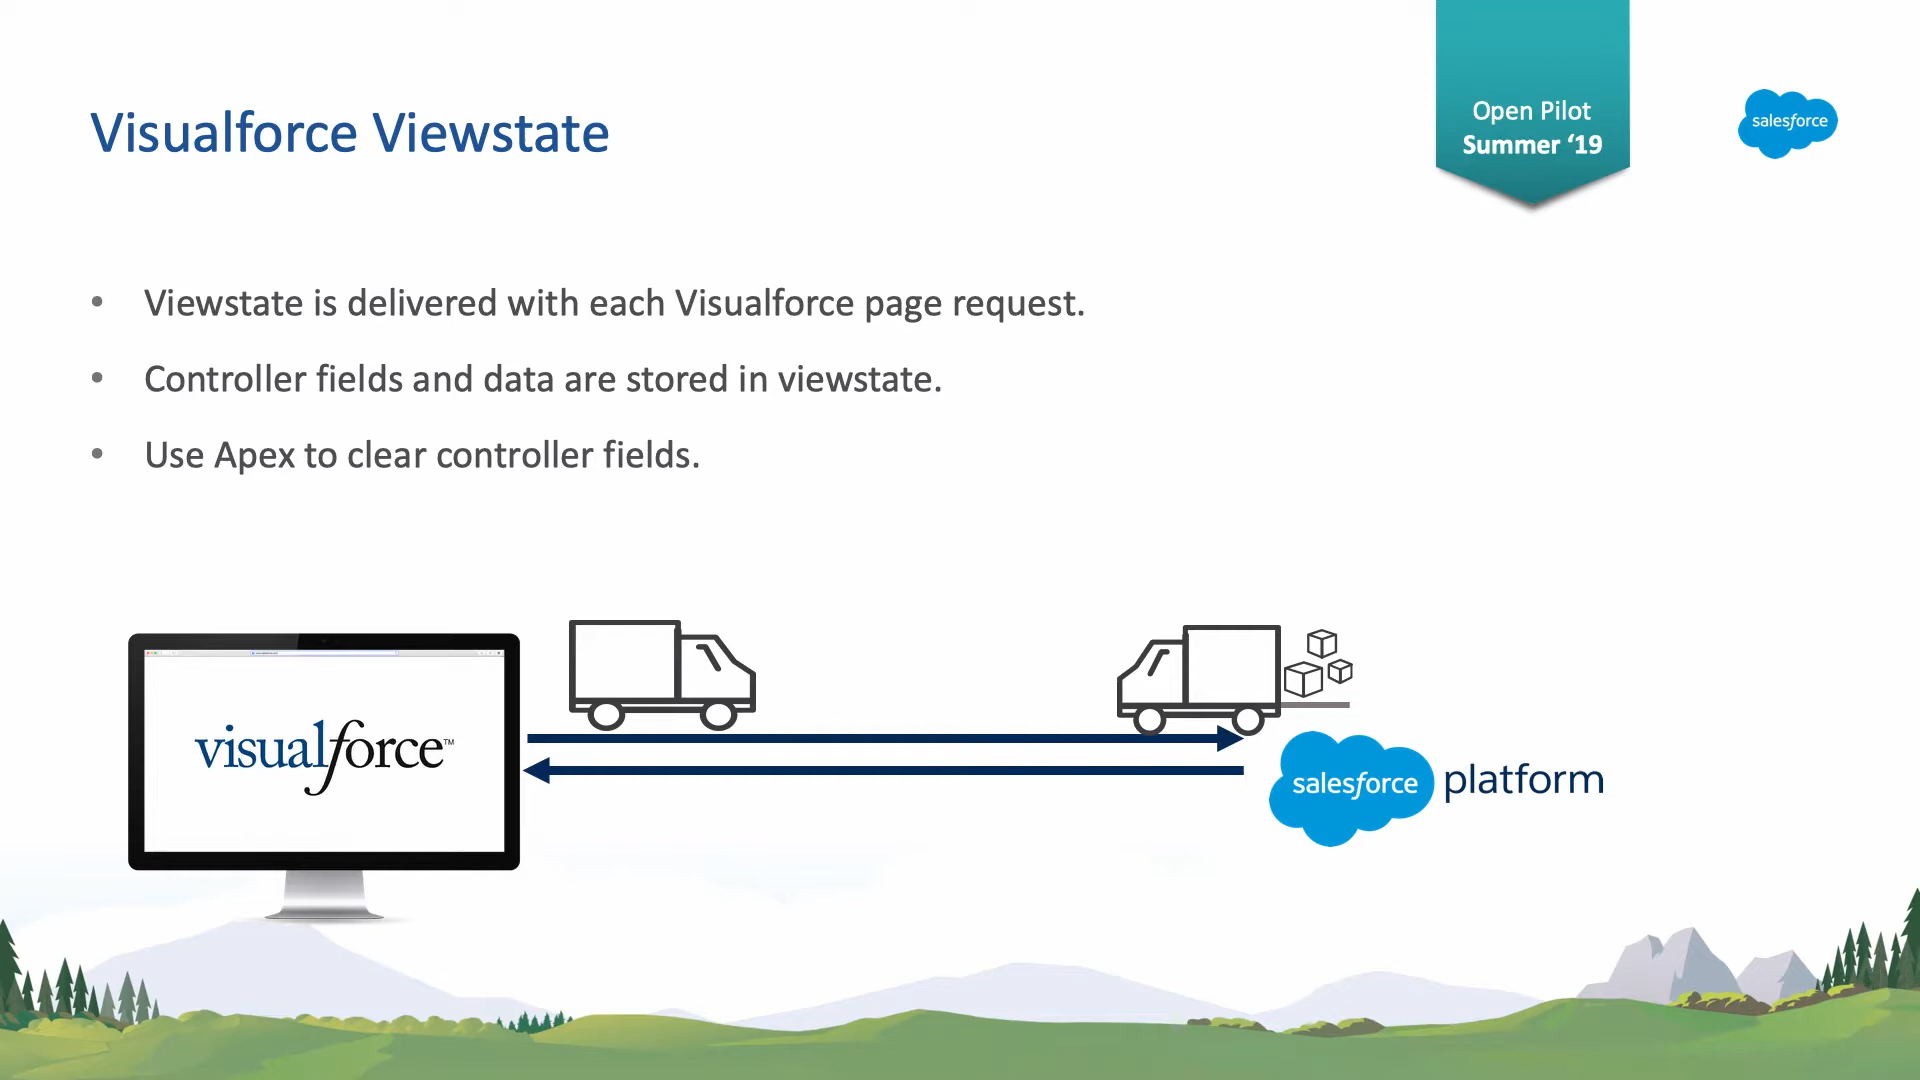 Open Pilot
Summer ‘19
salesforce
Visualforce Viewstate
• Viewstate is delivered with each Visualforce page request.
• Controller fields and data are stored in viewstate.
• Use Apex to clear controller fields.
visualforce™
salesforce platform